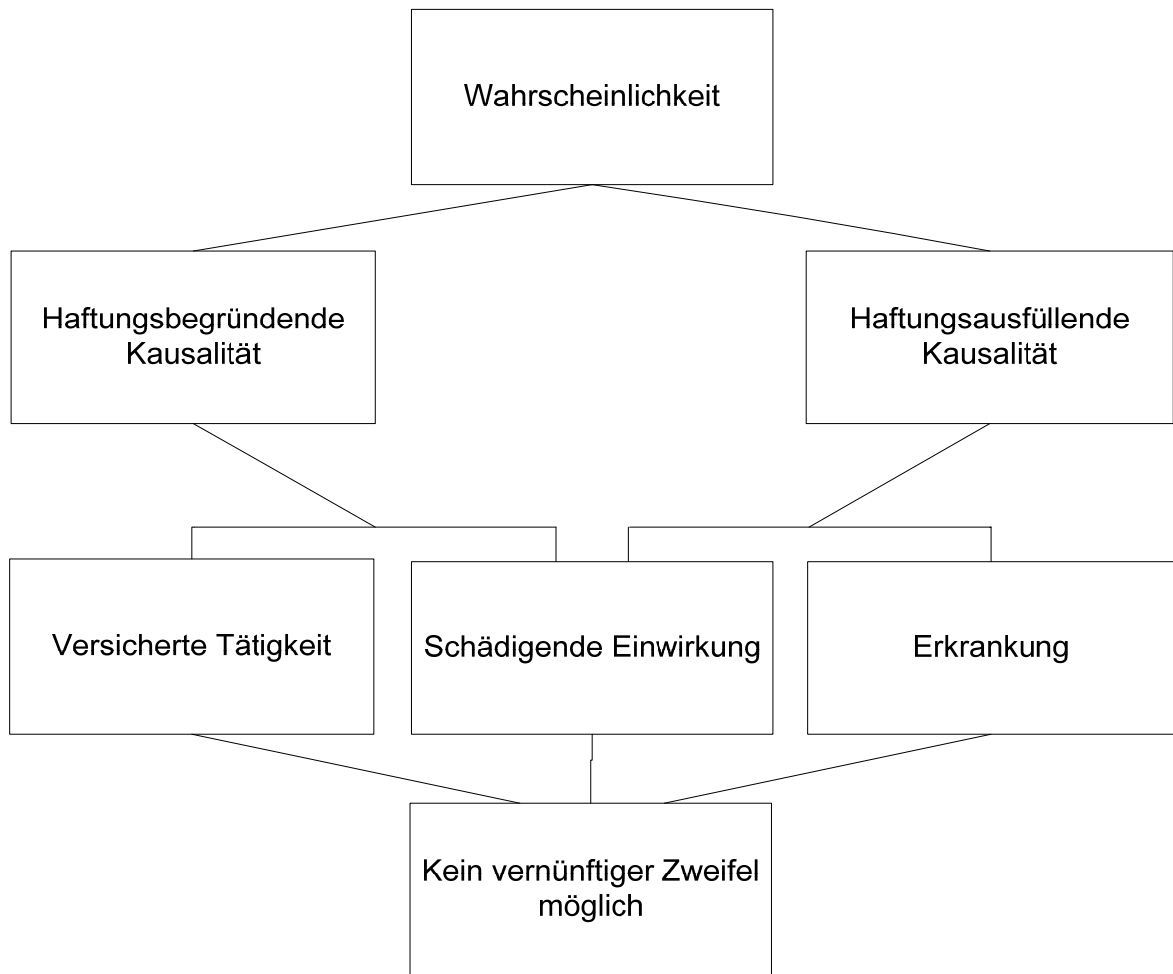 Wahrscheinlichkeit
Haftungsbegründende
Kausalität
Haftungsausfüllende
Kausalität
Versicherte Tätigkeit
Schädigende Einwirkung
Erkrankung
Kein vernünftiger Zweifel
möglich